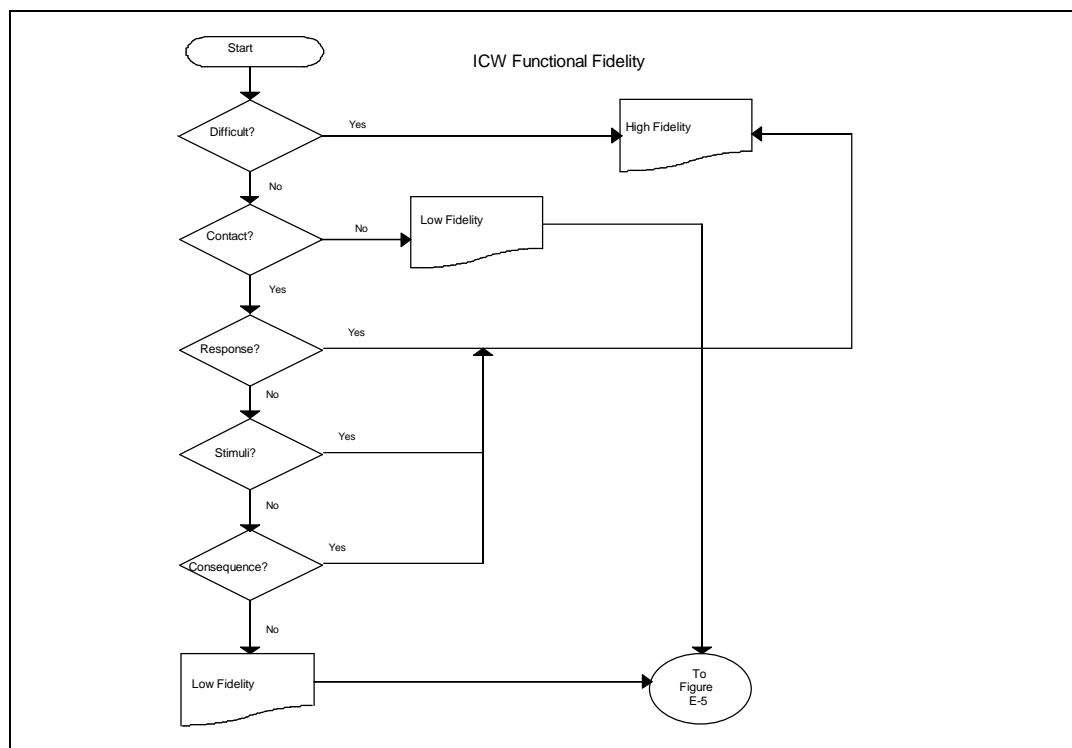 Start
ICW Functional Fidelity
Difficult?
Yes
High Fidelity
No
Contact?
No
Low Fidelity
Yes
Response?
Yes
No
Stimuli?
Yes
No
Consequence?
Yes
No
Low Fidelity
To
Figure
E-5